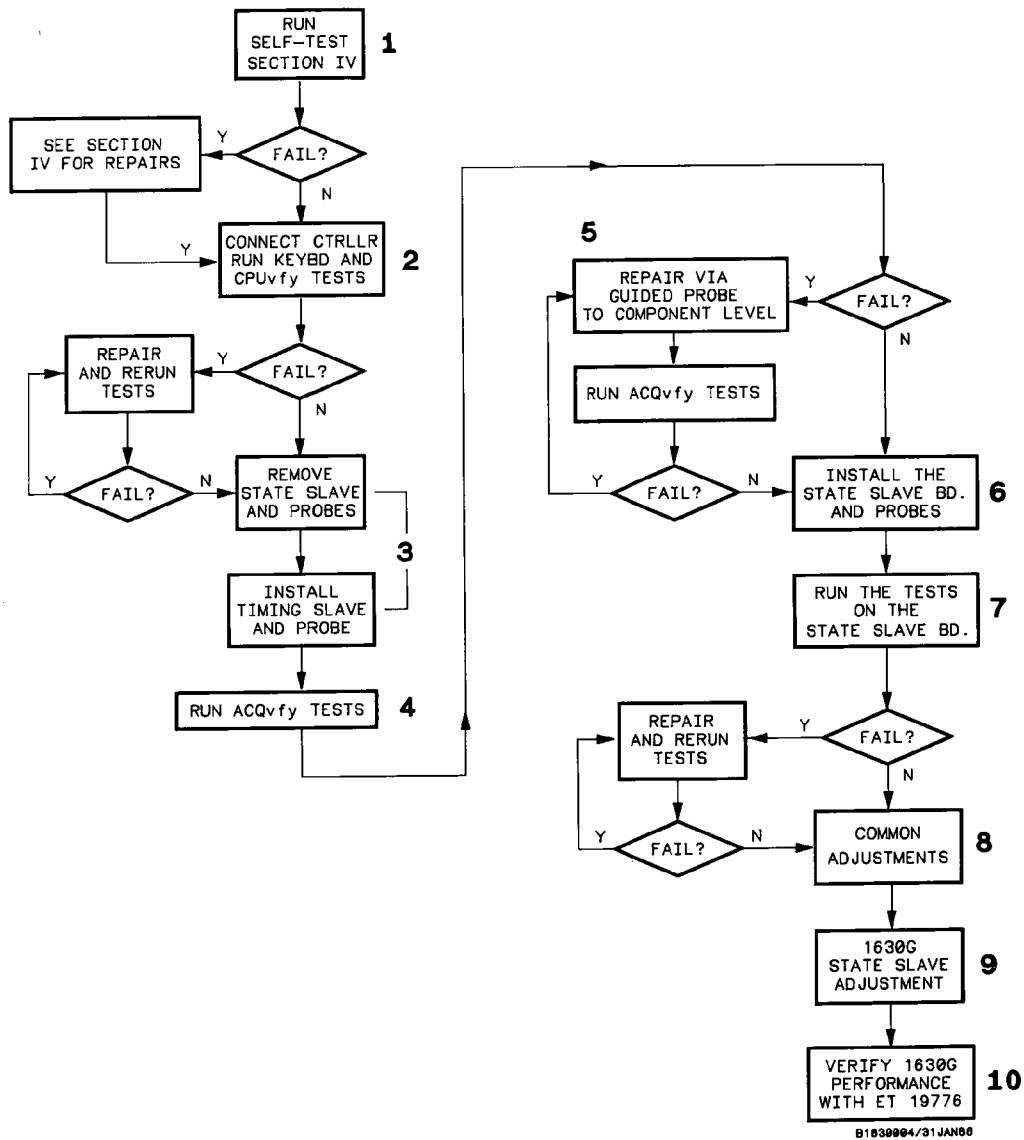 RUN
SELF-TEST
SECTION IV
1
FAIL?
Y
N
SEE SECTION
IV FOR REPAIRS
Y
CONNECT CTRLLR
RUN KEYBD AND
CPUvfy TESTS
2
FAIL?
Y
N
REPAIR
AND RERUN
TESTS
FAIL?
Y
N
REMOVE
STATE SLAVE
AND PROBES
3
INSTALL
TIMING SLAVE
AND PROBE
RUN ACQvfy TESTS
4
FAIL?
Y
N
5
REPAIR VIA
GUIDED PROBE
TO COMPONENT LEVEL
RUN ACQvfy TESTS
FAIL?
Y
N
INSTALL THE
STATE SLAVE BD.
AND PROBES
6
RUN THE TESTS
ON THE
STATE SLAVE BD.
7
FAIL?
Y
N
REPAIR
AND RERUN
TESTS
FAIL?
Y
N
COMMON
ADJUSTMENTS
8
1630G
STATE SLAVE
ADJUSTMENT
9
VERIFY 1630G
PERFORMANCE
WITH ET 19776
10